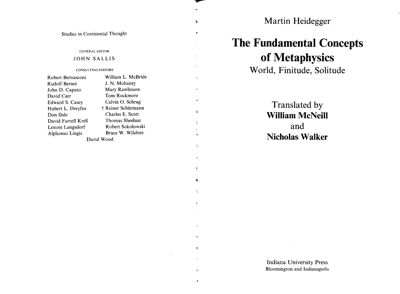 Studies in Continental Thought
GENERAL EDITOR
JOHN SALLIS
CONSULTING EDITORS
Robert Bernasconi
Rudolf Bernet
John D. Caputo
David Carr
Edward S. Casey
Hubert L. Dreyfus
Don Ihde
David Farrell Krell
Lenore Langsdorf
Alphonso Lingis
William L. McBride
J. N. Mohanty
Mary Rawlinson
Tom Rockmore
Calvin O. Schrag
† Reiner Schürmann
Charles E. Scott
Thomas Sheehan
Robert Sokolowski
Bruce W. Wilshire
David Wood
Martin Heidegger
The Fundamental Concepts
of Metaphysics
World, Finitude, Solitude
Translated by
William McNeill
and
Nicholas Walker
Indiana University Press
Bloomington and Indianapolis